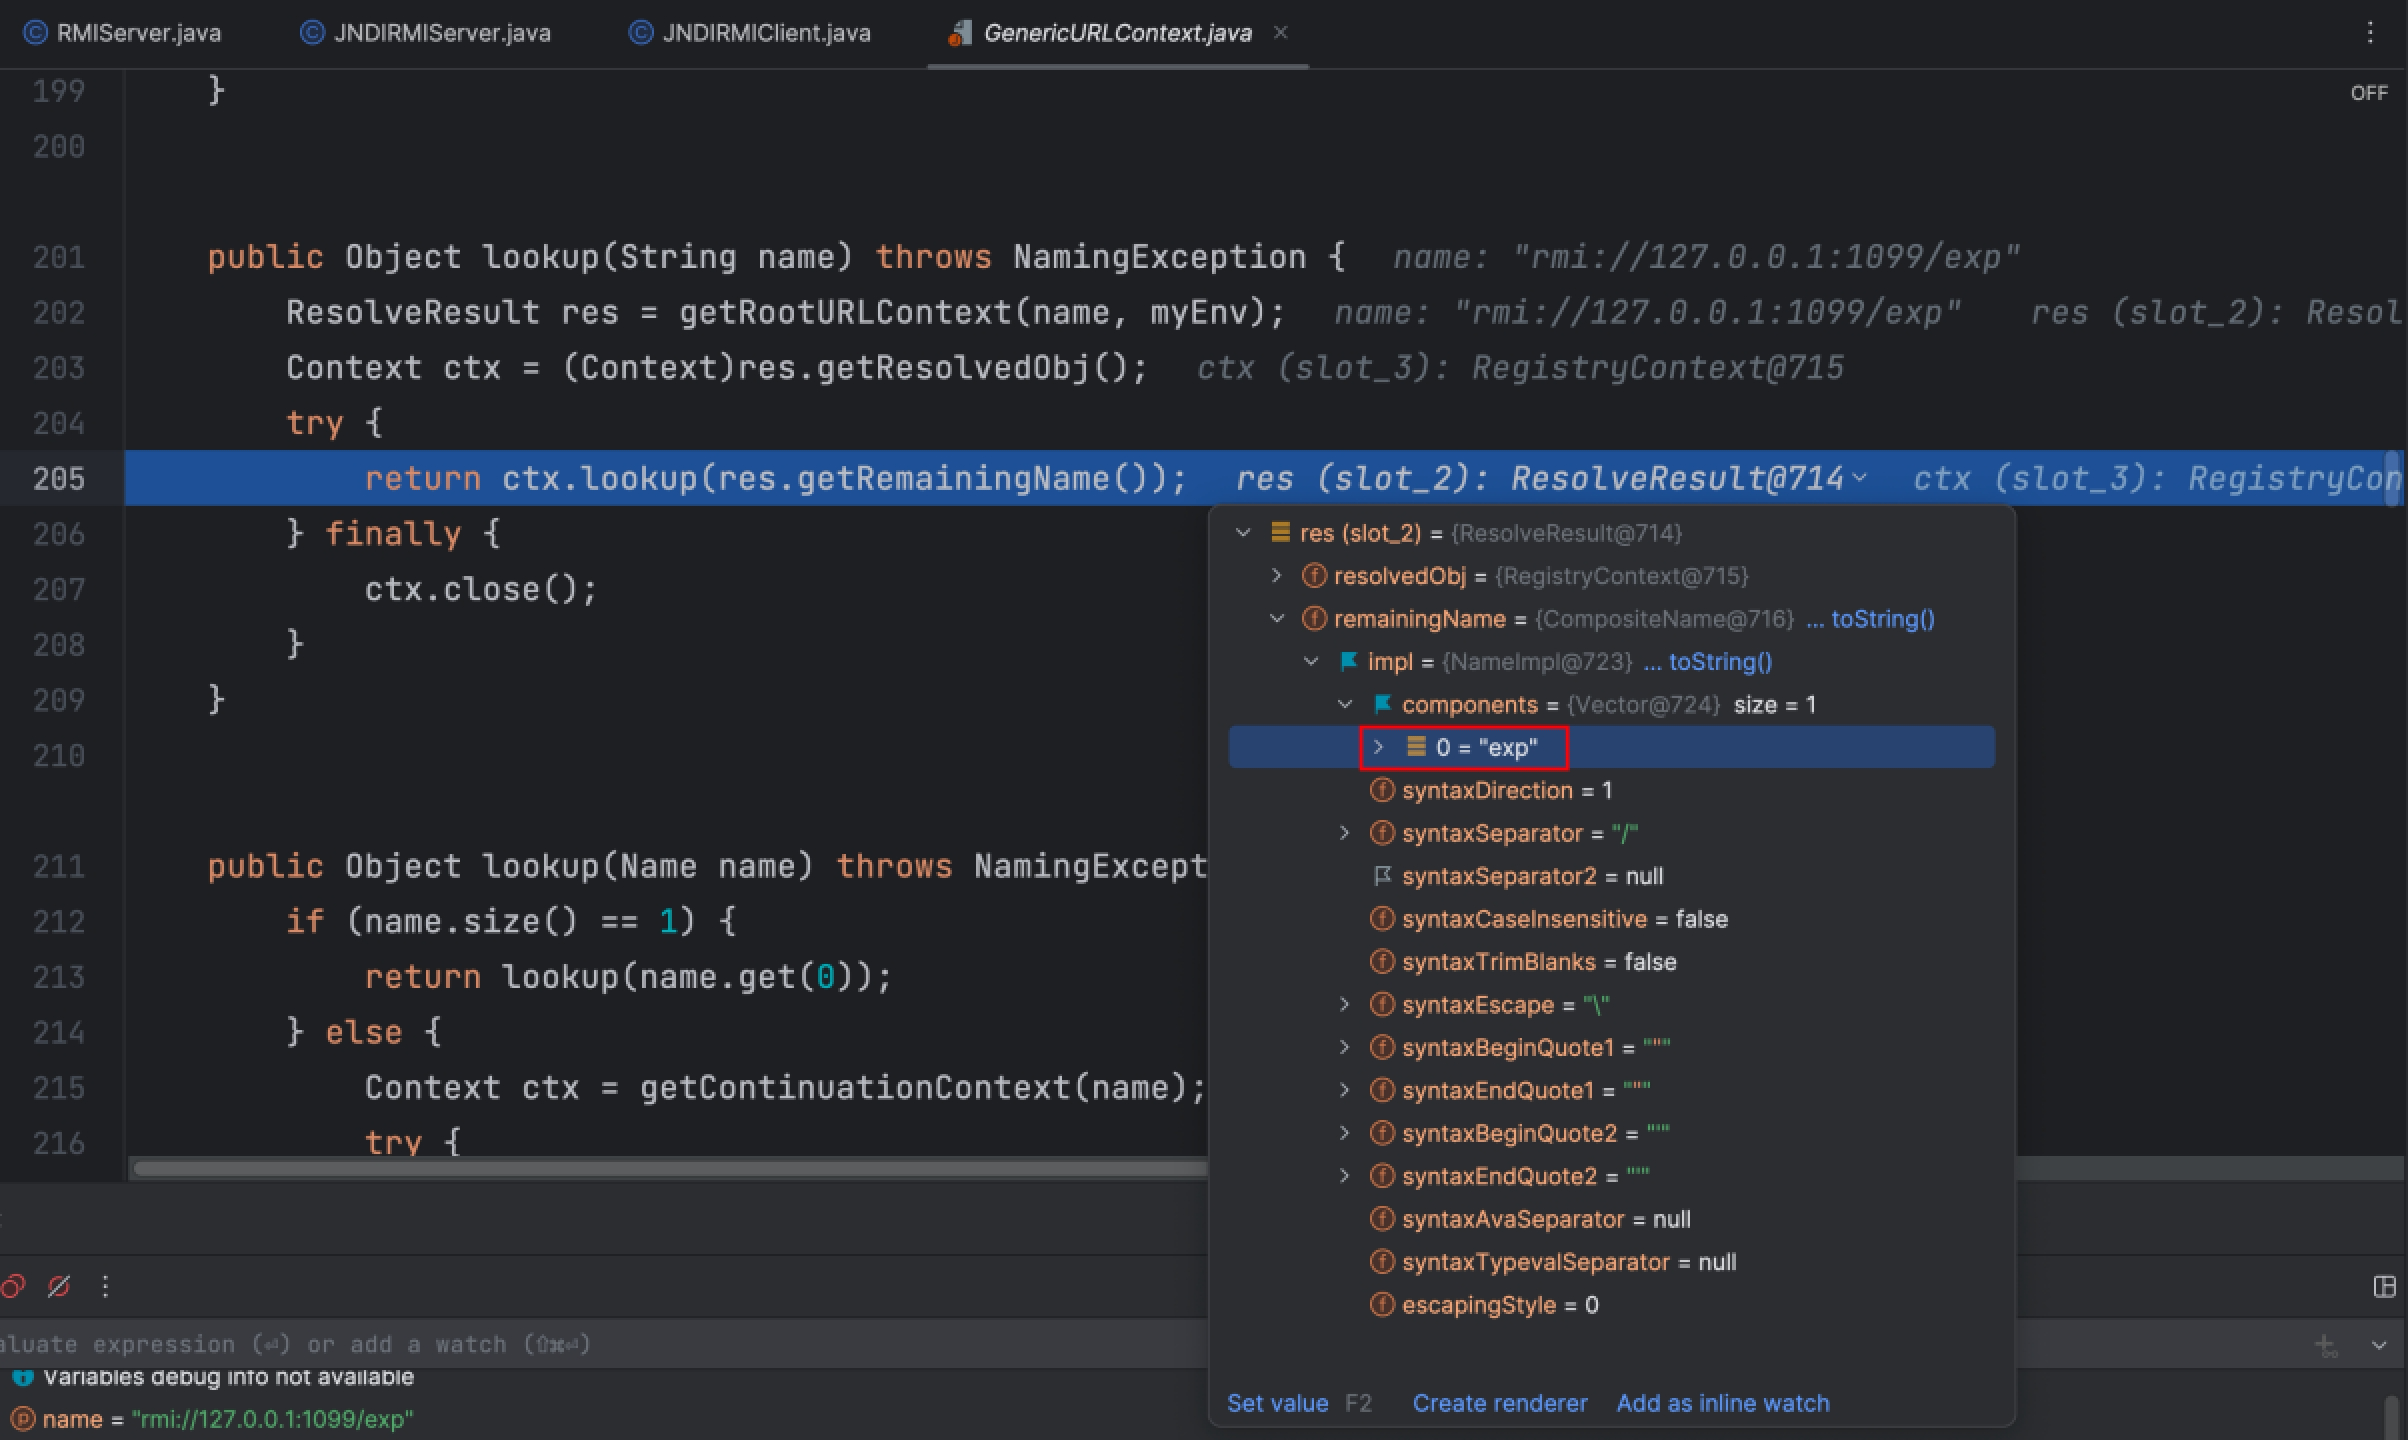 RMIServer.java JNDIRMIServer.java JNDIRMIClient.java GenericURLContext.java
199 }
OFF
200
201 public Object lookup(String name) throws NamingException { name: "rmi://127.0.0.1:1099/exp"
202 ResolveResult res = getRootURLContext(name, myEnv); name: "rmi://127.0.0.1:1099/exp" res (slot_2): Resol
203 Context ctx = (Context)res.getResolvedObj(); ctx (slot_3): RegistryContext@715
204 try {
205 return ctx.lookup(res.getRemainingName()); res (slot_2): ResolveResult@714 ctx (slot_3): RegistryCon
206 } finally {
207 ctx.close();
208 }
209 }
210
211 public Object lookup(Name name) throws NamingExcept
212 if (name.size() == 1) {
213 return lookup(name.get(0));
214 } else {
215 Context ctx = getContinuationContext(name);
216 try {
res (slot_2) = {ResolveResult@714}
resolvedObj = {RegistryContext@715}
remainingName = {CompositeName@716} ... toString()
impl = {NameImpl@723} ... toString()
components = {Vector@724} size = 1
0 = "exp"
syntaxDirection = 1
syntaxSeparator = "/"
syntaxSeparator2 = null
syntaxCaseInsensitive = false
syntaxTrimBlanks = false
syntaxEscape = "\"
syntaxBeginQuote1 = """
syntaxEndQuote1 = """
syntaxBeginQuote2 = "'"
syntaxEndQuote2 = "'"
syntaxAvaSeparator = null
syntaxTypevalSeparator = null
escapingStyle = 0
Set value F2 Create renderer Add as inline watch
aluate expression (⏎) or add a watch (⇧⌘⏎)
Variables debug info not available
name = "rmi://127.0.0.1:1099/exp"